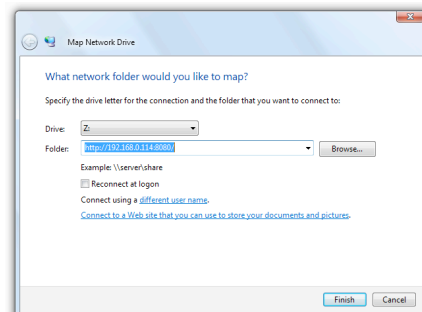 Map Network Drive
What network folder would you like to map?
Specify the drive letter for the connection and the folder that you want to connect to:
Drive: Z:
Folder: http://192.168.0.114:8080/ Browse...
Example: \\server\share
Reconnect at logon
Connect using a different user name.
Connect to a Web site that you can use to store your documents and pictures.
Finish Cancel